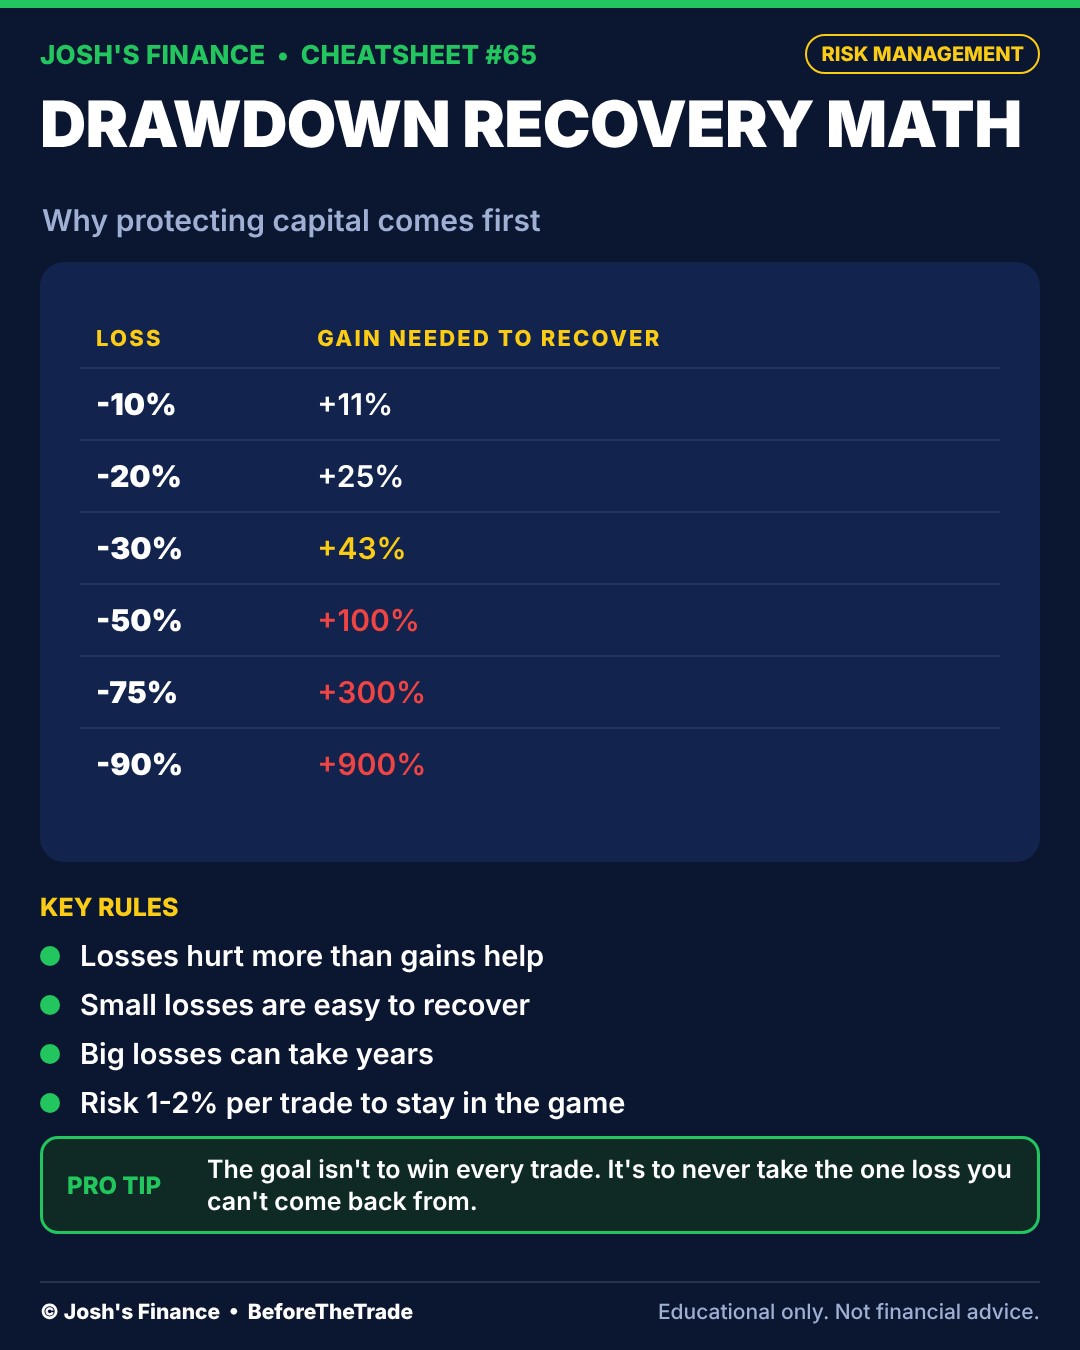 JOSH'S FINANCE • CHEATSHEET #65
RISK MANAGEMENT
DRAWDOWN RECOVERY MATH
Why protecting capital comes first
LOSS GAIN NEEDED TO RECOVER
-10% +11%
-20% +25%
-30% +43%
-50% +100%
-75% +300%
-90% +900%
KEY RULES
Losses hurt more than gains help
Small losses are easy to recover
Big losses can take years
Risk 1-2% per trade to stay in the game
PRO TIP
The goal isn't to win every trade. It's to never take the one loss you
can't come back from.
© Josh's Finance • BeforeTheTrade
Educational only. Not financial advice.